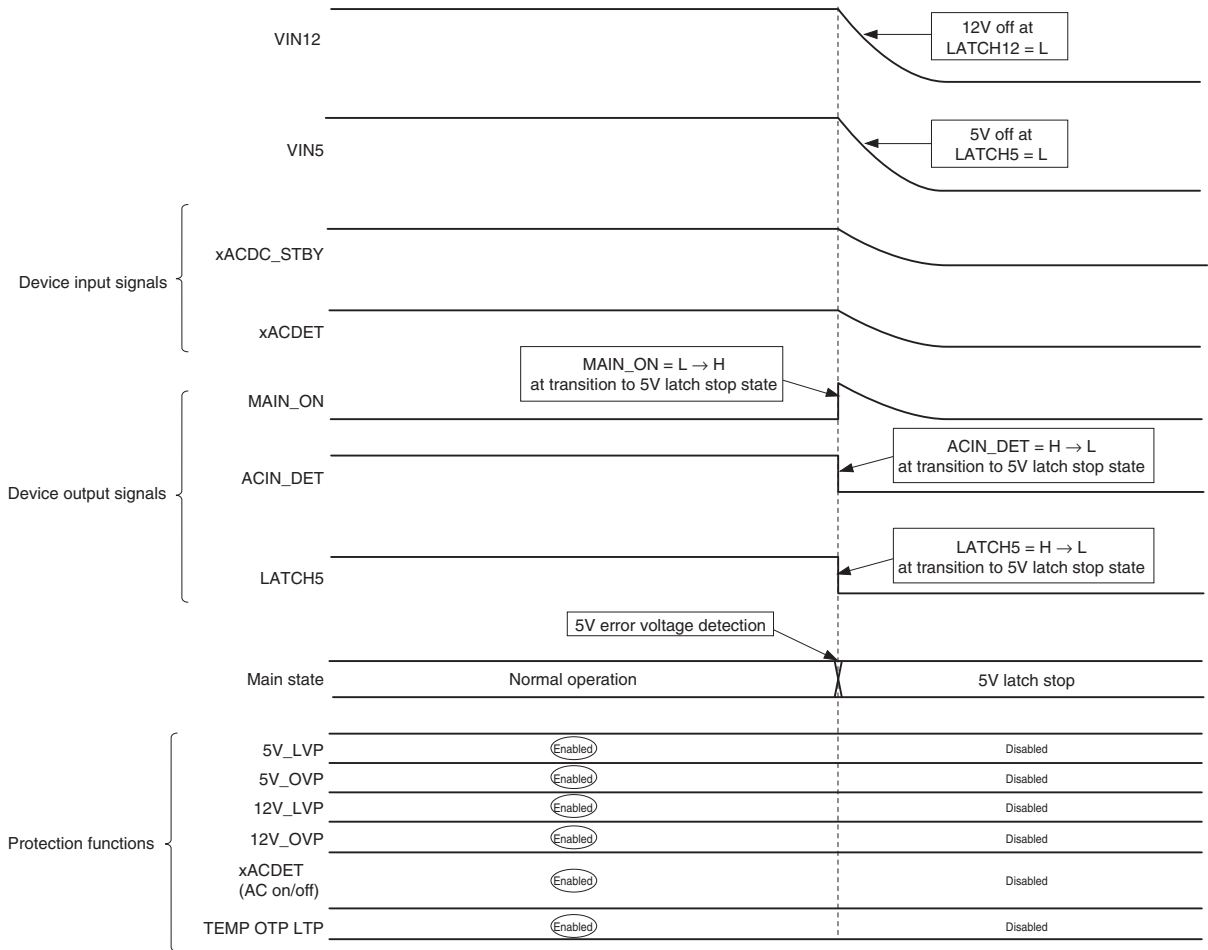 VIN12
12V off at
LATCH12 = L
VIN5
5V off at
LATCH5 = L
Device input signals
xACDC_STBY
xACDET
MAIN_ON = L → H
at transition to 5V latch stop state
Device output signals
MAIN_ON
ACIN_DET
ACIN_DET = H → L
at transition to 5V latch stop state
LATCH5
LATCH5 = H → L
at transition to 5V latch stop state
5V error voltage detection
Main state
Normal operation
5V latch stop
Protection functions
5V_LVP
Enabled
Disabled
5V_OVP
Enabled
Disabled
12V_LVP
Enabled
Disabled
12V_OVP
Enabled
Disabled
xACDET
(AC on/off)
Enabled
Disabled
TEMP OTP LTP
Enabled
Disabled